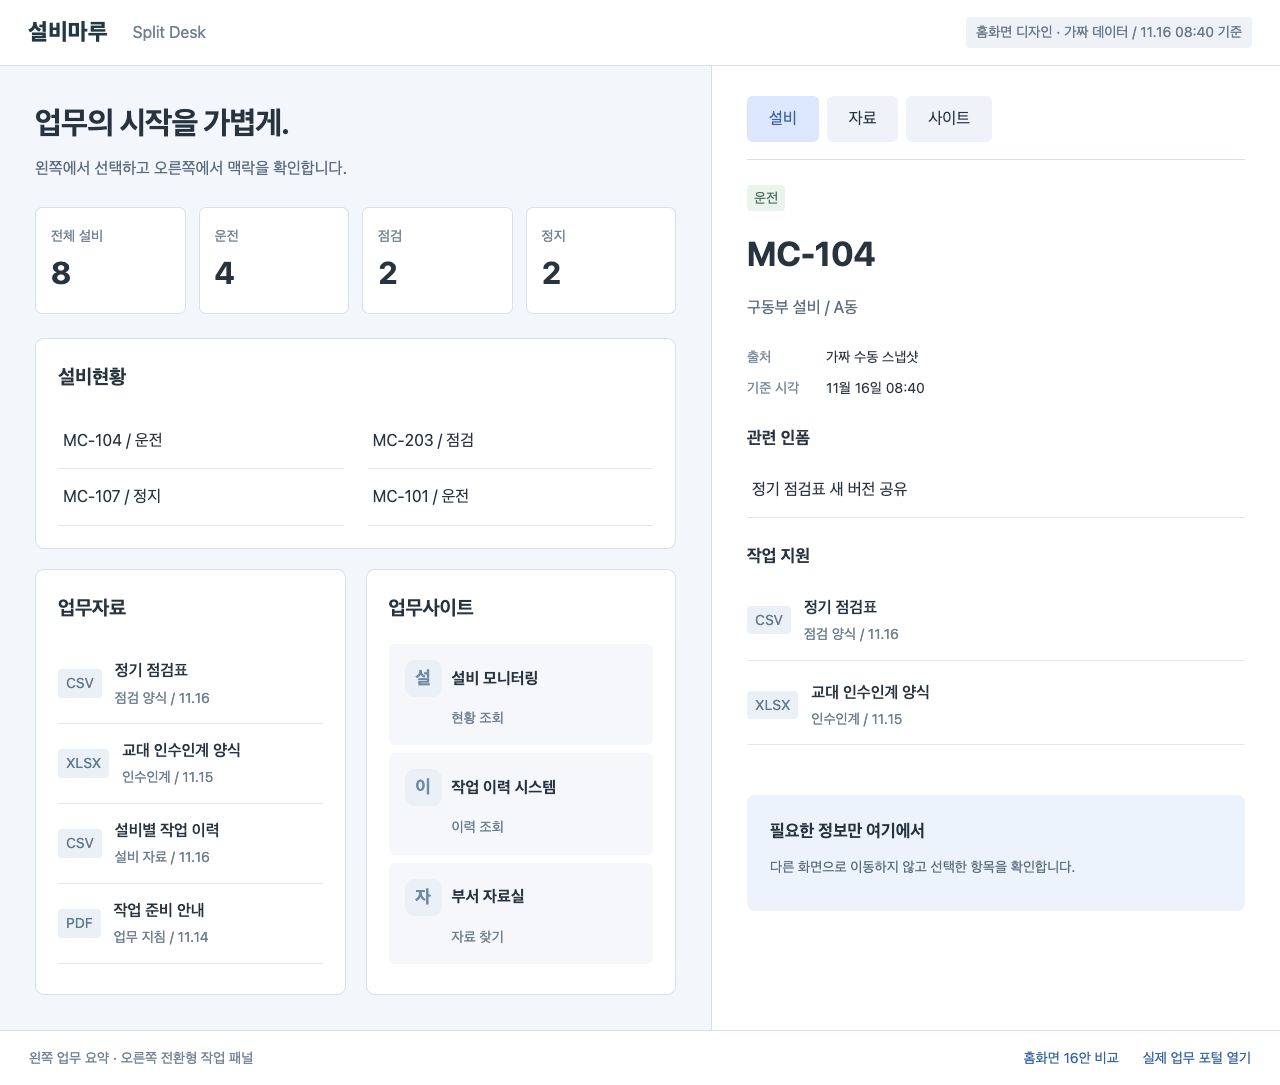 설비마루 Split Desk
홈화면 디자인 · 가짜 데이터 / 11.16 08:40 기준
업무의 시작을 가볍게.
왼쪽에서 선택하고 오른쪽에서 맥락을 확인합니다.
전체 설비
8
운전
4
점검
2
정지
2
설비현황
MC-104 / 운전
MC-203 / 점검
MC-107 / 정지
MC-101 / 운전
업무자료
CSV
정기 점검표
점검 양식 / 11.16
XLSX
교대 인수인계 양식
인수인계 / 11.15
CSV
설비별 작업 이력
설비 자료 / 11.16
PDF
작업 준비 안내
업무 지침 / 11.14
업무사이트
설 설비 모니터링
현황 조회
이 작업 이력 시스템
이력 조회
자 부서 자료실
자료 찾기
설비 자료 사이트
운전
MC-104
구동부 설비 / A동
출처 가짜 수동 스냅샷
기준 시각 11월 16일 08:40
관련 인폼
정기 점검표 새 버전 공유
작업 지원
CSV
정기 점검표
점검 양식 / 11.16
XLSX
교대 인수인계 양식
인수인계 / 11.15
필요한 정보만 여기에서
다른 화면으로 이동하지 않고 선택한 항목을 확인합니다.
왼쪽 업무 요약 · 오른쪽 전환형 작업 패널
홈화면 16안 비교 실제 업무 포털 열기